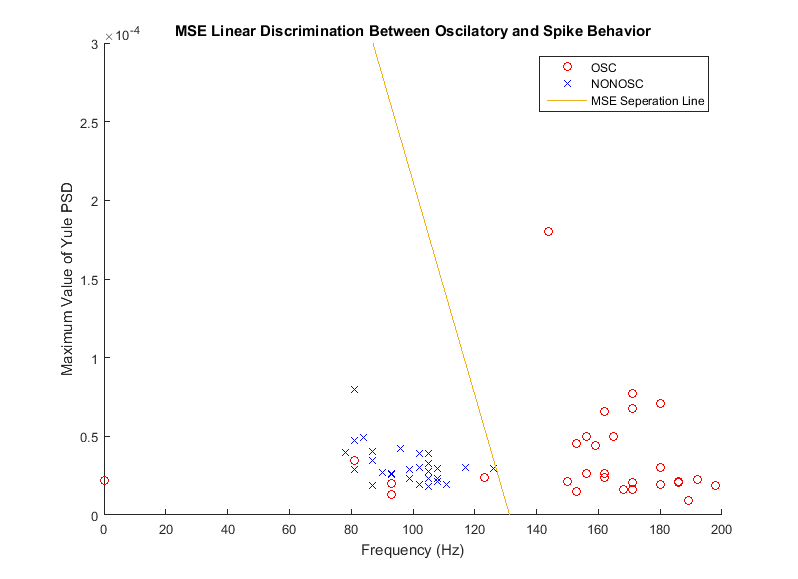 MSE Linear Discrimination Between Oscilatory and Spike Behavior
×10-4
3
2.5
2
1.5
1
0.5
0
Maximum Value of Yule PSD
OSC
NONOSC
MSE Seperation Line
0 20 40 60 80 100 120 140 160 180 200
Frequency (Hz)